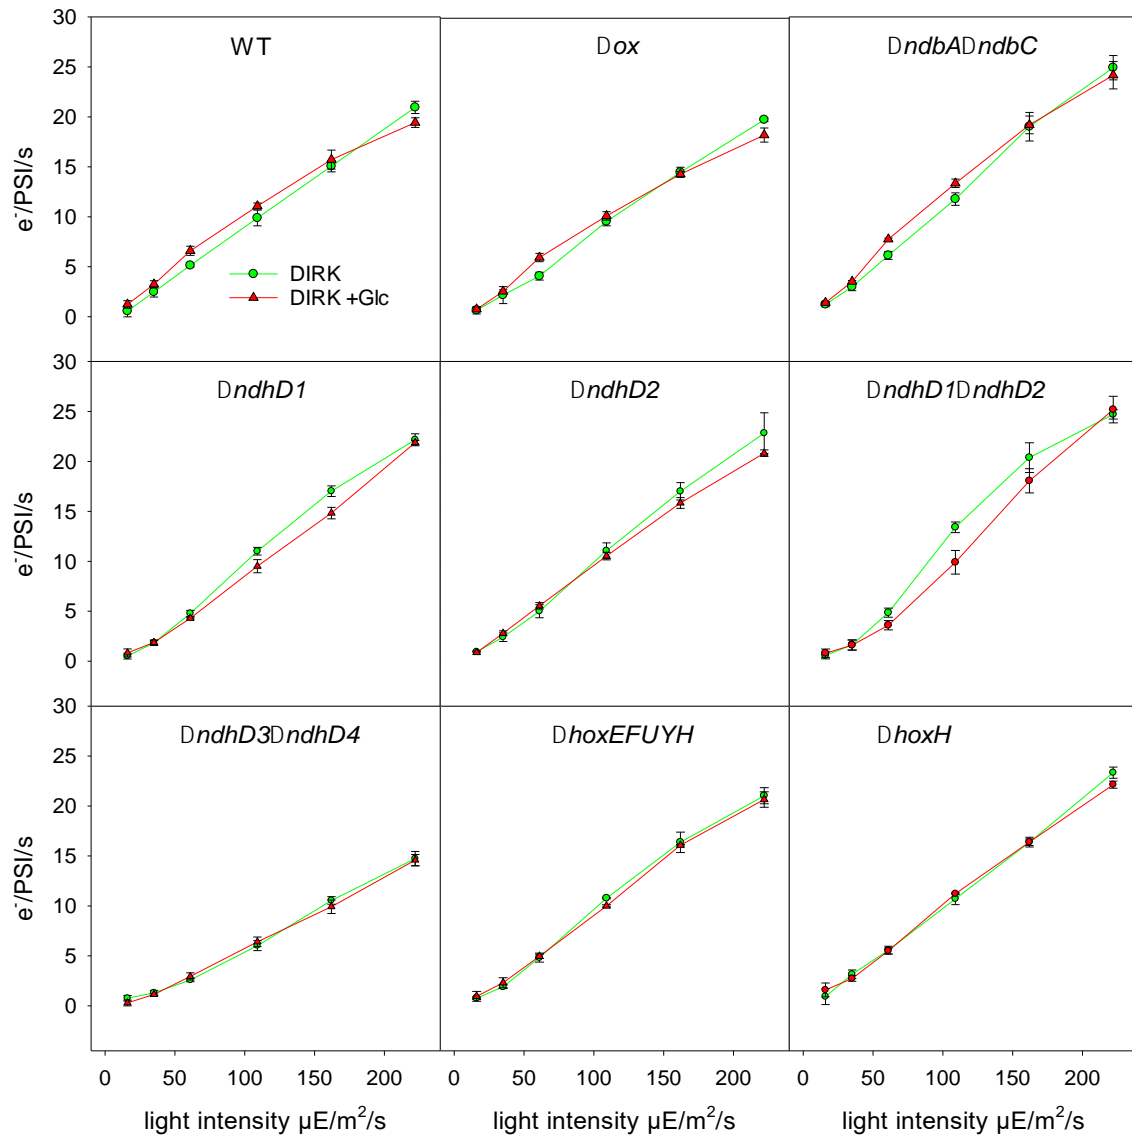 WT
Dox
DndbADndbC
30
25
20
15
10
5
0
e-/PSI/s
DIRK
DIRK +Glc
DndhD1
DndhD2
DndhD1DndhD2
30
25
20
15
10
5
0
e-/PSI/s
DndhD3DndhD4
DhoxEFUYH
DhoxH
30
25
20
15
10
5
0
e-/PSI/s
0 50 100 150 200
0 50 100 150 200
0 50 100 150 200
light intensity µE/m²/s
light intensity µE/m²/s
light intensity µE/m²/s